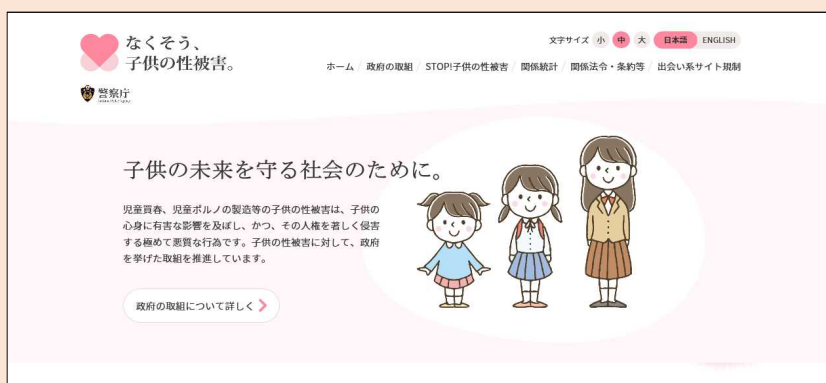 なくそう、
子供の性被害。
文字サイズ 小 中 大 日本語 ENGLISH
ホーム / 政府の取組 / STOP!子供の性被害 / 関係統計 / 関係法令・条約等 / 出会い系サイト規制
警察庁
子供の未来を守る社会のために。
児童買春、児童ポルノの製造等の子供の性被害は、子供の
心身に有害な影響を及ぼし、かつ、その人権を著しく侵害
する極めて悪質な行為です。子供の性被害に対して、政府
を挙げた取組を推進しています。
政府の取組について詳しく